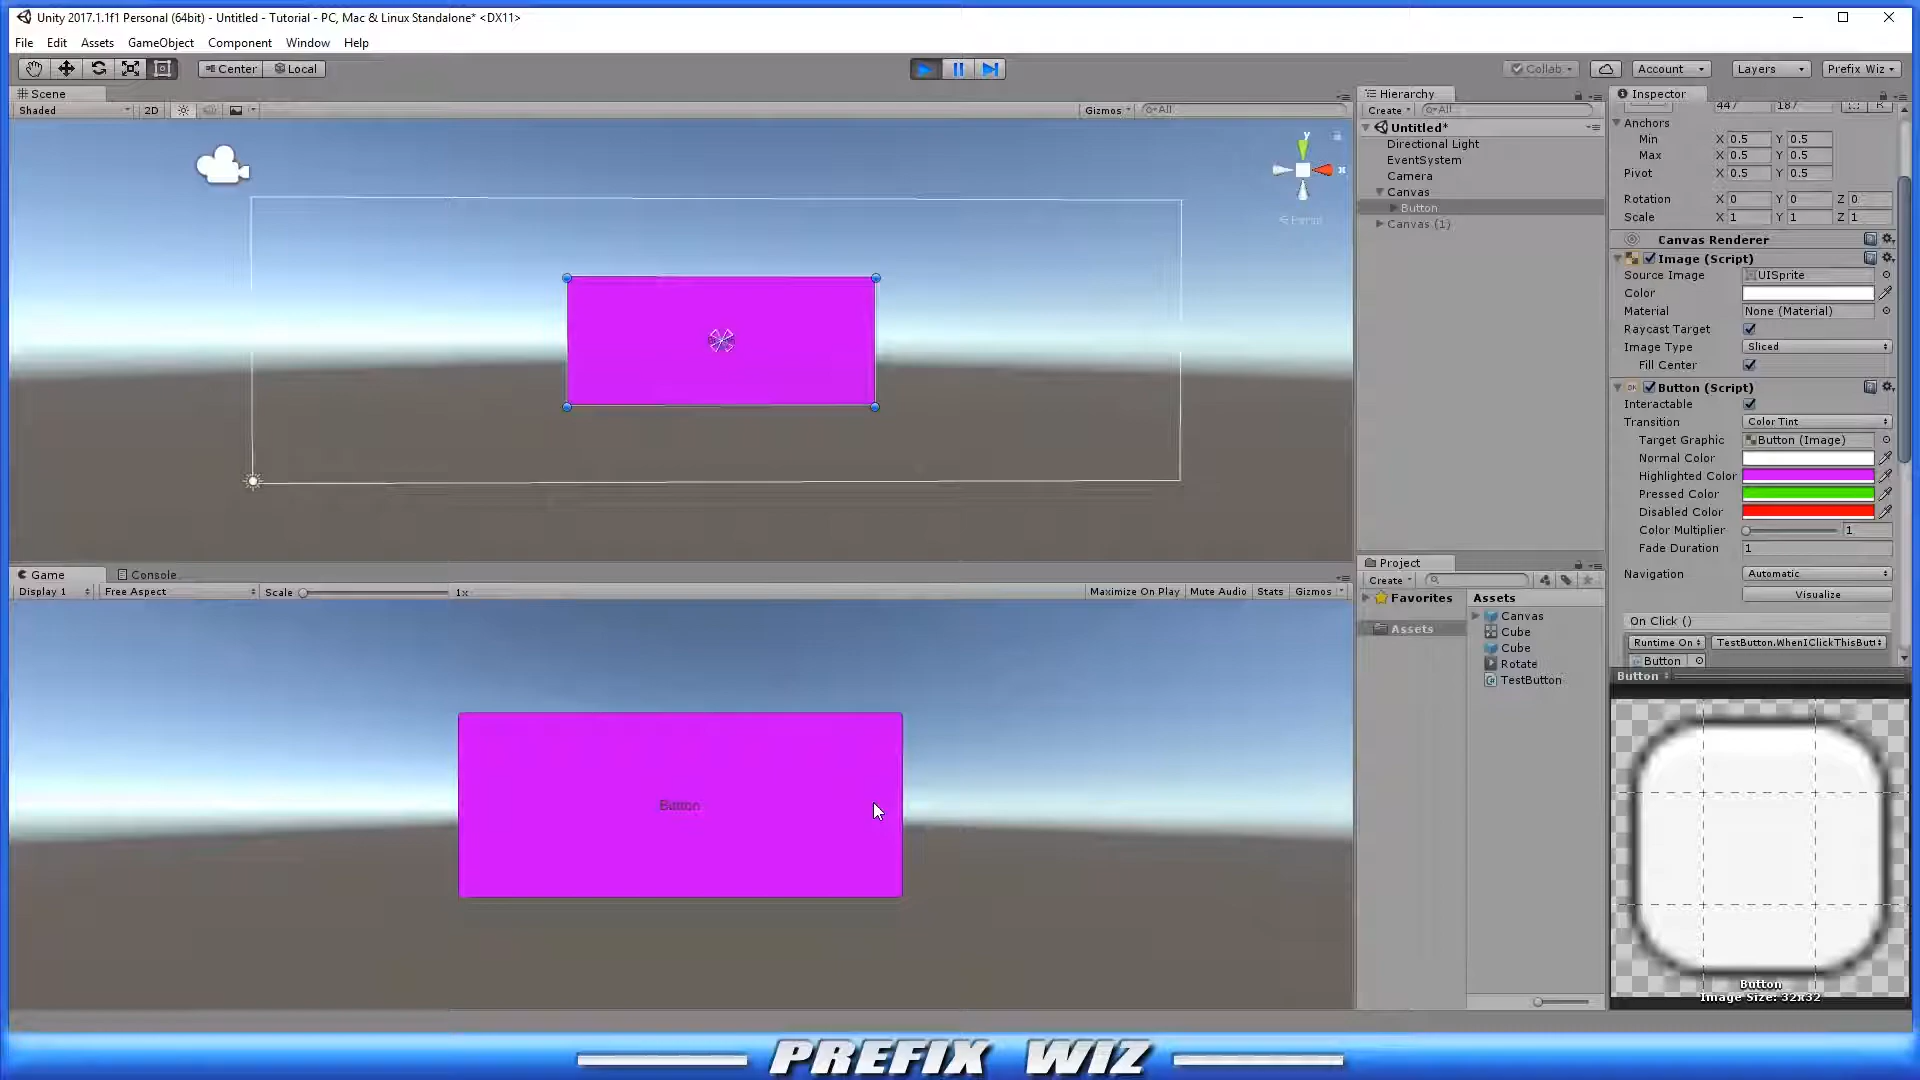 Unity 2017.1.1f1 Personal (64bit) - Untitled - Tutorial - PC, Mac & Linux Standalone* <DX11>
File Edit Assets GameObject Component Window Help
Center Local
Collab Account Layers Prefix Wiz
Scene
Shaded 2D Gizmos All
y
x
Persp
Hierarchy
Create All
Untitled*
Directional Light
EventSystem
Camera
Canvas
Button
Canvas (1)
Inspector
447 187 R
Anchors
Min X 0.5 Y 0.5
Max X 0.5 Y 0.5
Pivot X 0.5 Y 0.5
Rotation X 0 Y 0 Z 0
Scale X 1 Y 1 Z 1
Canvas Renderer
Image (Script)
Source Image UISprite
Color
Material None (Material)
Raycast Target
Image Type Sliced
Fill Center
Button (Script)
Interactable
Transition Color Tint
Target Graphic Button (Image)
Normal Color
Highlighted Color
Pressed Color
Disabled Color
Color Multiplier 1
Fade Duration 1
Navigation Automatic
Visualize
On Click ()
Runtime On TestButton.WhenIClickThisButt
Button
Game Console
Display 1 Free Aspect Scale 1x Maximize On Play Mute Audio Stats Gizmos
Button
Project
Create
Favorites
Assets
Assets
Canvas
Cube
Cube
Rotate
TestButton
Button
Button
Image Size: 32x32
PREFIX WIZ